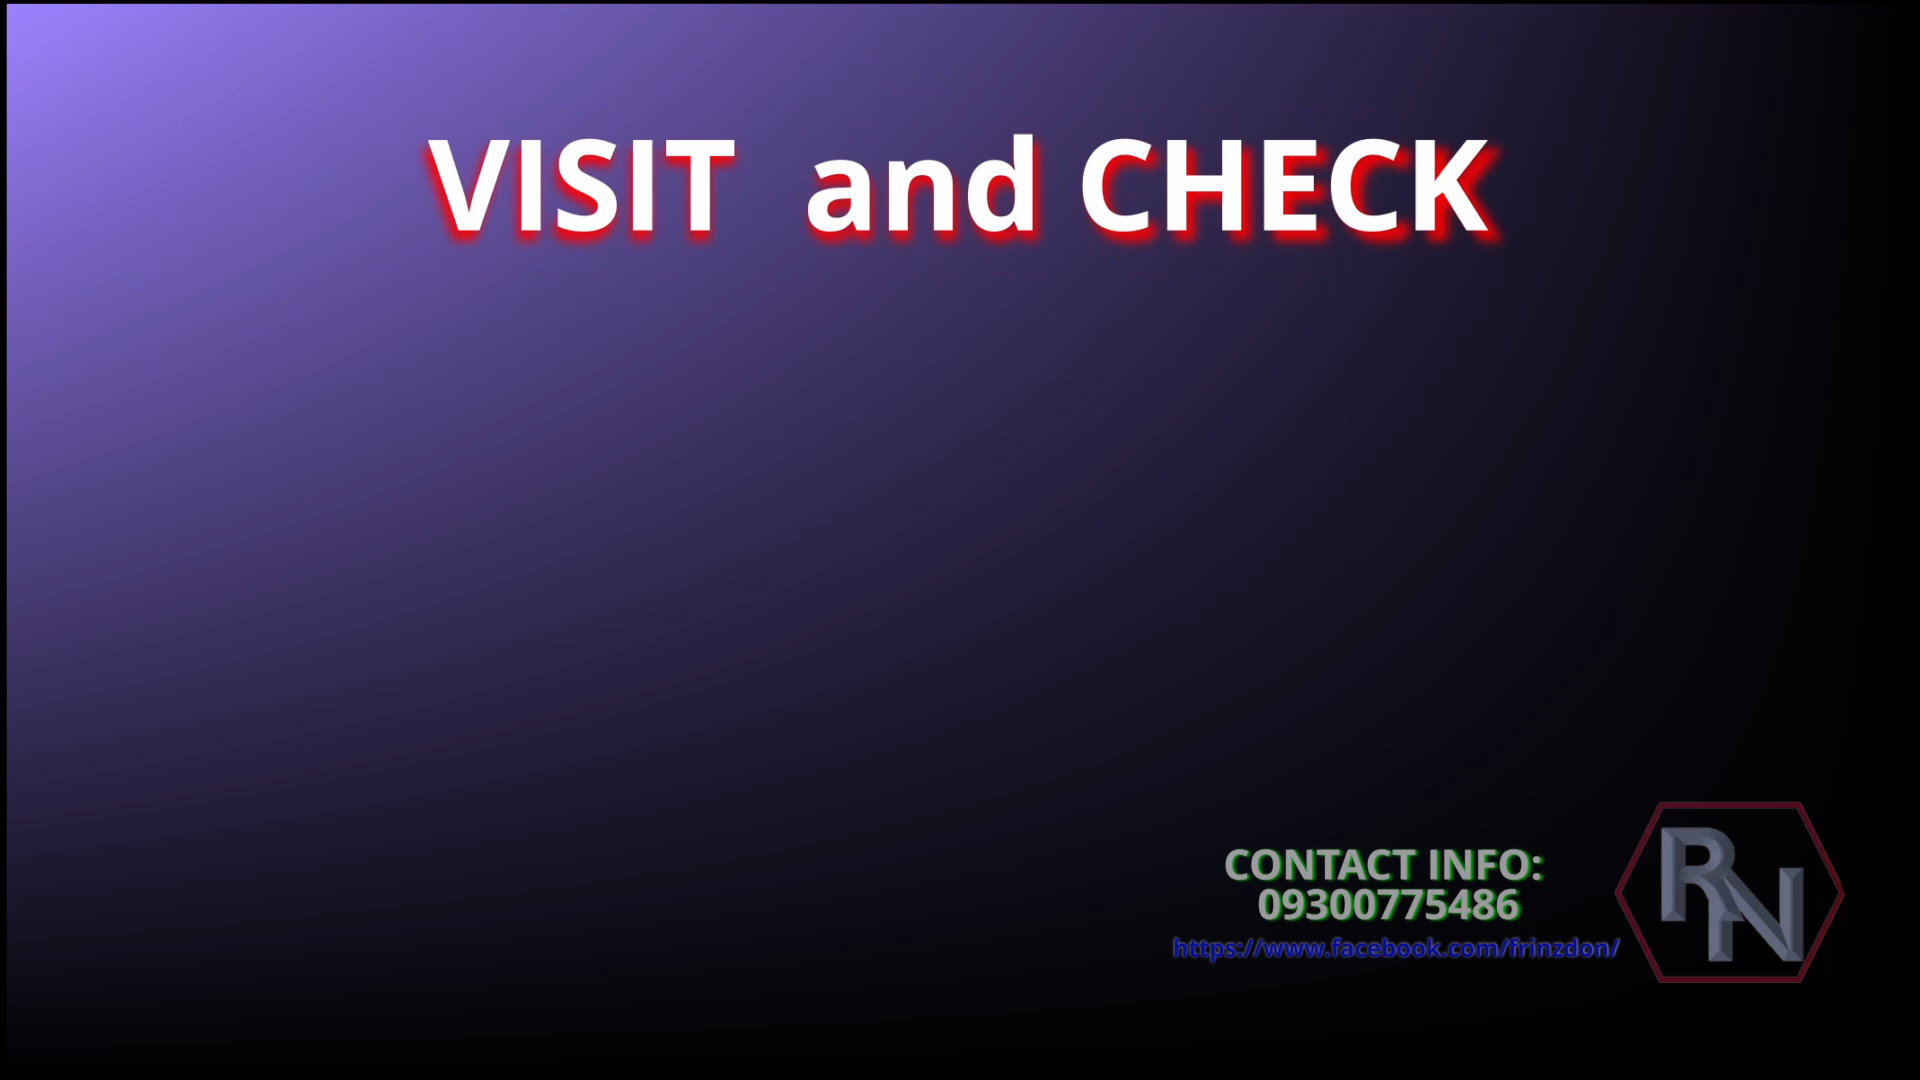 VISIT  and CHECK
CONTACT INFO:
09300775486
https://www.facebook.com/frinzdon/
RN